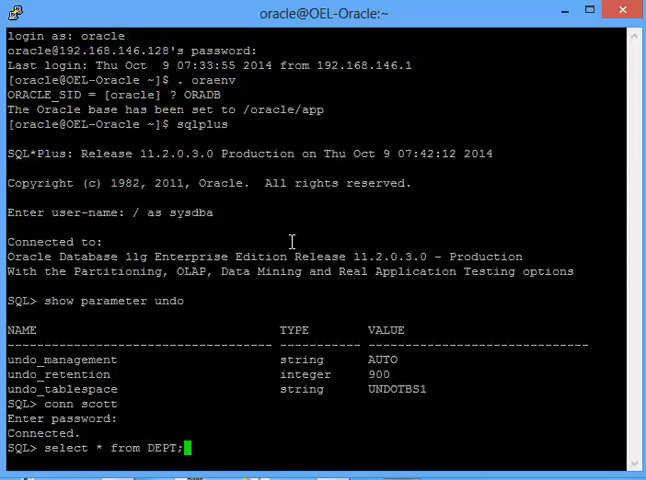 oracle@OEL-Oracle:~
login as: oracle
oracle@192.168.146.128's password:
Last login: Thu Oct  9 07:33:55 2014 from 192.168.146.1
[oracle@OEL-Oracle ~]$ . oraenv
ORACLE_SID = [oracle] ? ORADB
The Oracle base has been set to /oracle/app
[oracle@OEL-Oracle ~]$ sqlplus
SQL*Plus: Release 11.2.0.3.0 Production on Thu Oct 9 07:42:12 2014
Copyright (c) 1982, 2011, Oracle.  All rights reserved.
Enter user-name: / as sysdba
Connected to:
Oracle Database 11g Enterprise Edition Release 11.2.0.3.0 - Production
With the Partitioning, OLAP, Data Mining and Real Application Testing options
SQL> show parameter undo
NAME                                 TYPE        VALUE
------------------------------------ ----------- ------------------------------
undo_management                      string      AUTO
undo_retention                       integer     900
undo_tablespace                      string      UNDOTBS1
SQL> conn scott
Enter password:
Connected.
SQL> select * from DEPT;